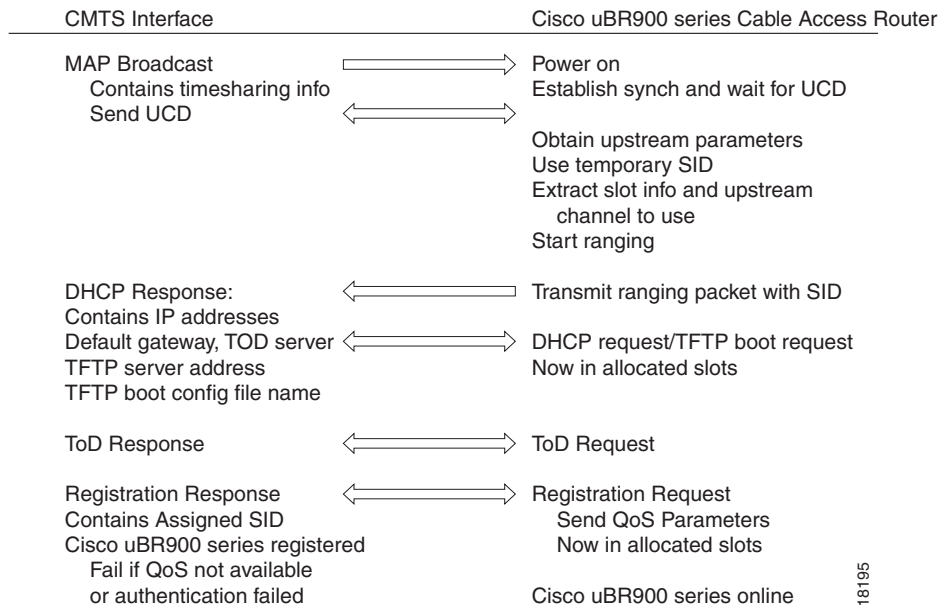 CMTS Interface Cisco uBR900 series Cable Access Router
MAP Broadcast Power on
Contains timesharing info Establish synch and wait for UCD
Send UCD
Obtain upstream parameters
Use temporary SID
Extract slot info and upstream
channel to use
Start ranging
DHCP Response: Transmit ranging packet with SID
Contains IP addresses
Default gateway, TOD server DHCP request/TFTP boot request
TFTP server address Now in allocated slots
TFTP boot config file name
ToD Response ToD Request
Registration Response Registration Request
Contains Assigned SID Send QoS Parameters
Cisco uBR900 series registered Now in allocated slots
Fail if QoS not available
or authentication failed Cisco uBR900 series online
18195